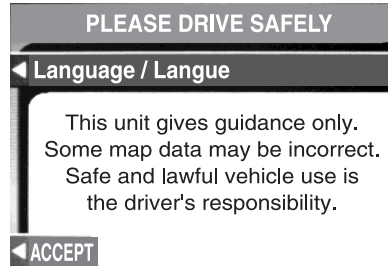 PLEASE DRIVE SAFELY
Language / Langue
This unit gives guidance only.
Some map data may be incorrect.
Safe and lawful vehicle use is
the driver's responsibility.
ACCEPT